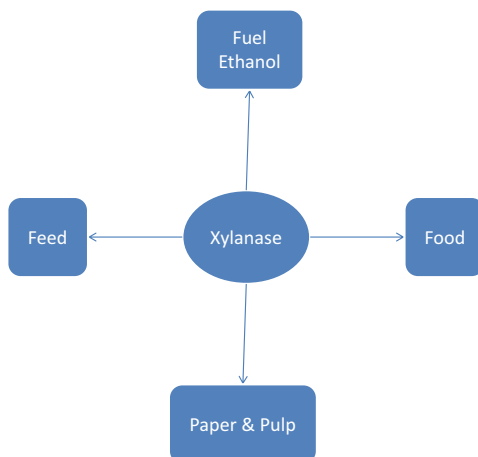 Fuel
Ethanol
Feed
Xylanase
Food
Paper & Pulp